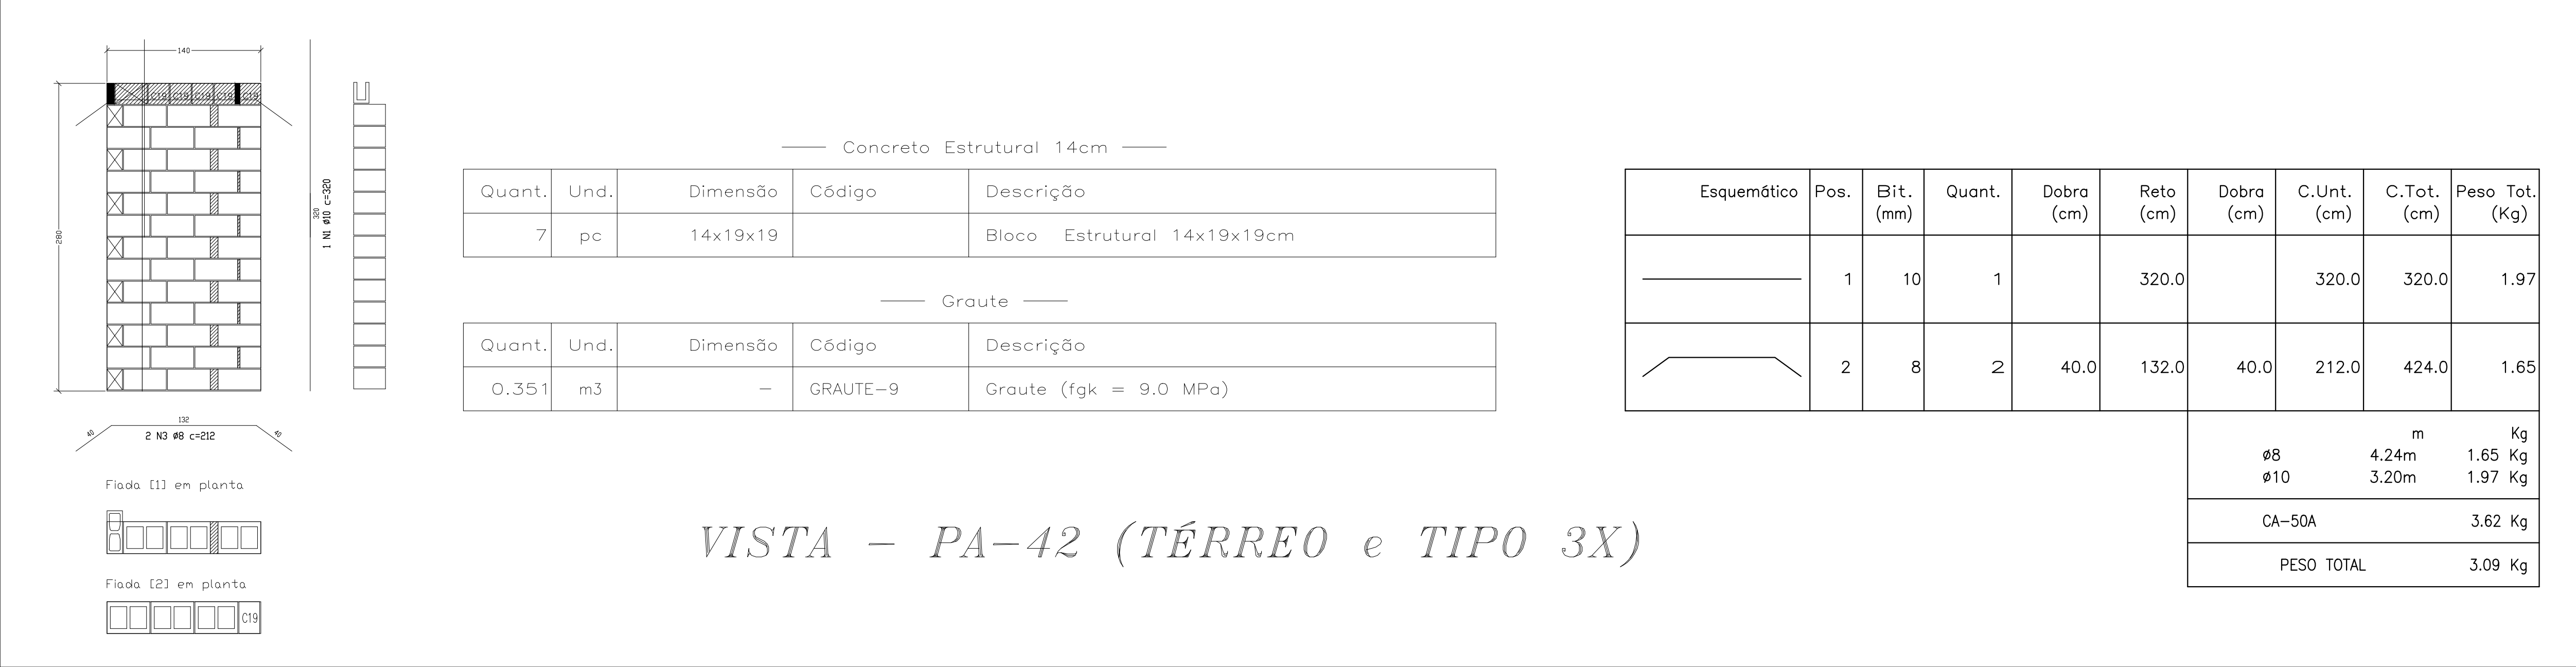 140
C19 C19 C19 C19 C19
280
320
1 N1 ø10 c=320
132
40
40
2 N3 ø8 c=212
Fiada [1] em planta
Fiada [2] em planta
C19
Concreto Estrutural 14cm
Quant. Und. Dimensão Código Descrição
7 pc 14x19x19 Bloco Estrutural 14x19x19cm
Graute
Quant. Und. Dimensão Código Descrição
0.351 m3 – GRAUTE-9 Graute (fgk = 9.0 MPa)
VISTA - PA-42 (TÉRREO e TIPO 3X)
Esquemático Pos. Bit. Quant. Dobra Reto Dobra C.Unt. C.Tot. Peso Tot.
(mm) (cm) (cm) (cm) (cm) (cm) (Kg)
1 10 1 320.0 320.0 320.0 1.97
2 8 2 40.0 132.0 40.0 212.0 424.0 1.65
m Kg
ø8 4.24m 1.65 Kg
ø10 3.20m 1.97 Kg
CA-50A 3.62 Kg
PESO TOTAL 3.09 Kg